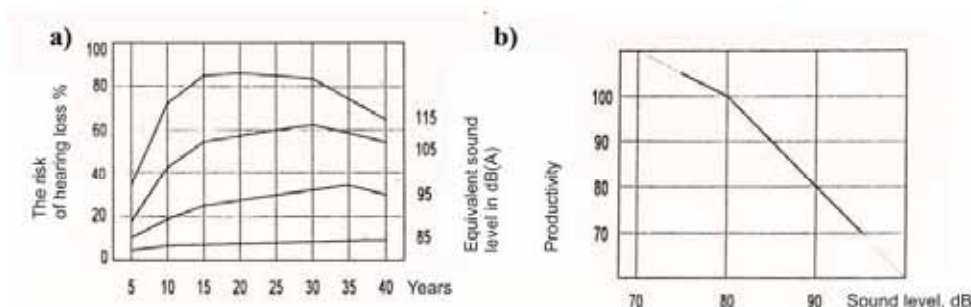 a)
100
80
60
40
20
0
The risk
of hearing loss %
5 10 15 20 25 30 35 40 Years
115
105
95
85
Equivalent sound
level in dB(A)
b)
Productivity
100
90
80
70
70 80 90 Sound level, dB